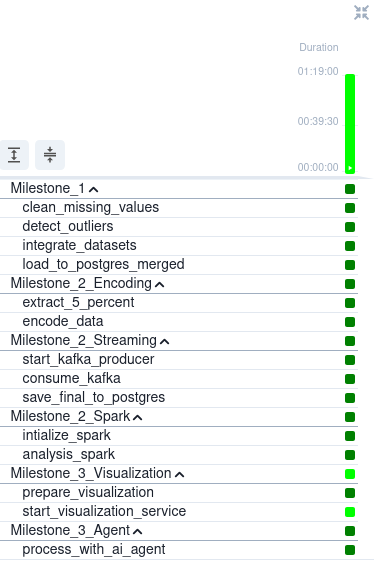 Duration
01:19:00
00:39:30
00:00:00
Milestone_1
clean_missing_values
detect_outliers
integrate_datasets
load_to_postgres_merged
Milestone_2_Encoding
extract_5_percent
encode_data
Milestone_2_Streaming
start_kafka_producer
consume_kafka
save_final_to_postgres
Milestone_2_Spark
intialize_spark
analysis_spark
Milestone_3_Visualization
prepare_visualization
start_visualization_service
Milestone_3_Agent
process_with_ai_agent